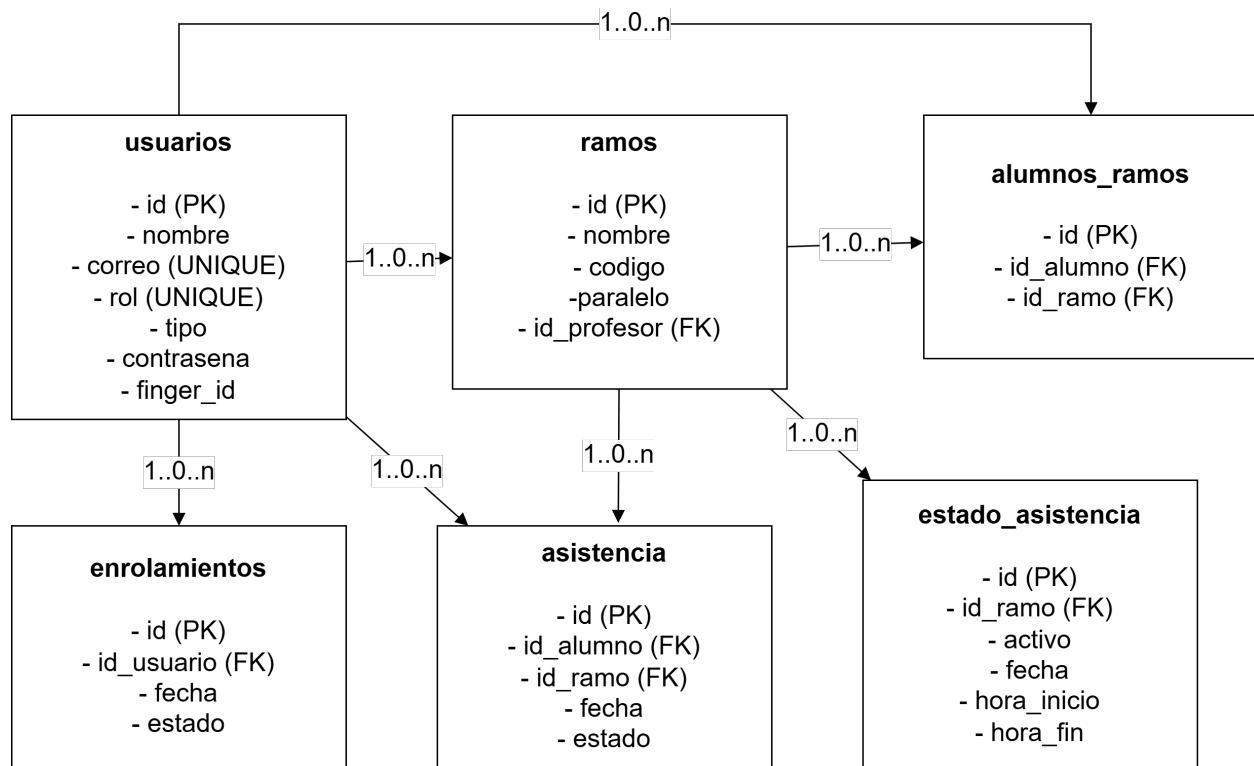 1..0..n
usuarios
- id (PK)
- nombre
- correo (UNIQUE)
- rol (UNIQUE)
- tipo
- contrasena
- finger_id
1..0..n
ramos
- id (PK)
- nombre
- codigo
-paralelo
- id_profesor (FK)
1..0..n
alumnos_ramos
- id (PK)
- id_alumno (FK)
- id_ramo (FK)
1..0..n
1..0..n
1..0..n
1..0..n
enrolamientos
- id (PK)
- id_usuario (FK)
- fecha
- estado
asistencia
- id (PK)
- id_alumno (FK)
- id_ramo (FK)
- fecha
- estado
estado_asistencia
- id (PK)
- id_ramo (FK)
- activo
- fecha
- hora_inicio
- hora_fin